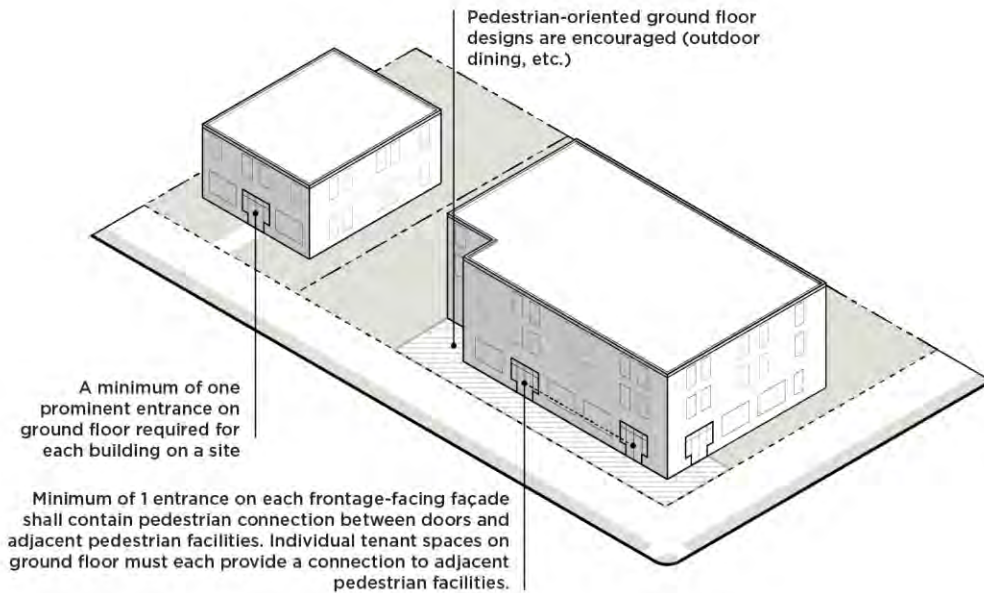 Pedestrian-oriented ground floor
designs are encouraged (outdoor
dining, etc.)
A minimum of one
prominent entrance on
ground floor required for
each building on a site
Minimum of 1 entrance on each frontage-facing façade
shall contain pedestrian connection between doors and
adjacent pedestrian facilities. Individual tenant spaces on
ground floor must each provide a connection to adjacent
pedestrian facilities.